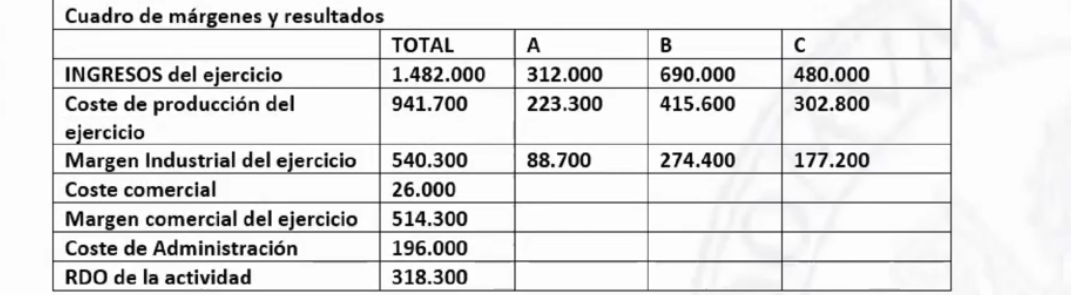 Cuadro de márgenes y resultados
TOTAL A B C
INGRESOS del ejercicio 1.482.000 312.000 690.000 480.000
Coste de producción del 941.700 223.300 415.600 302.800
ejercicio
Margen Industrial del ejercicio 540.300 88.700 274.400 177.200
Coste comercial 26.000
Margen comercial del ejercicio 514.300
Coste de Administración 196.000
RDO de la actividad 318.300